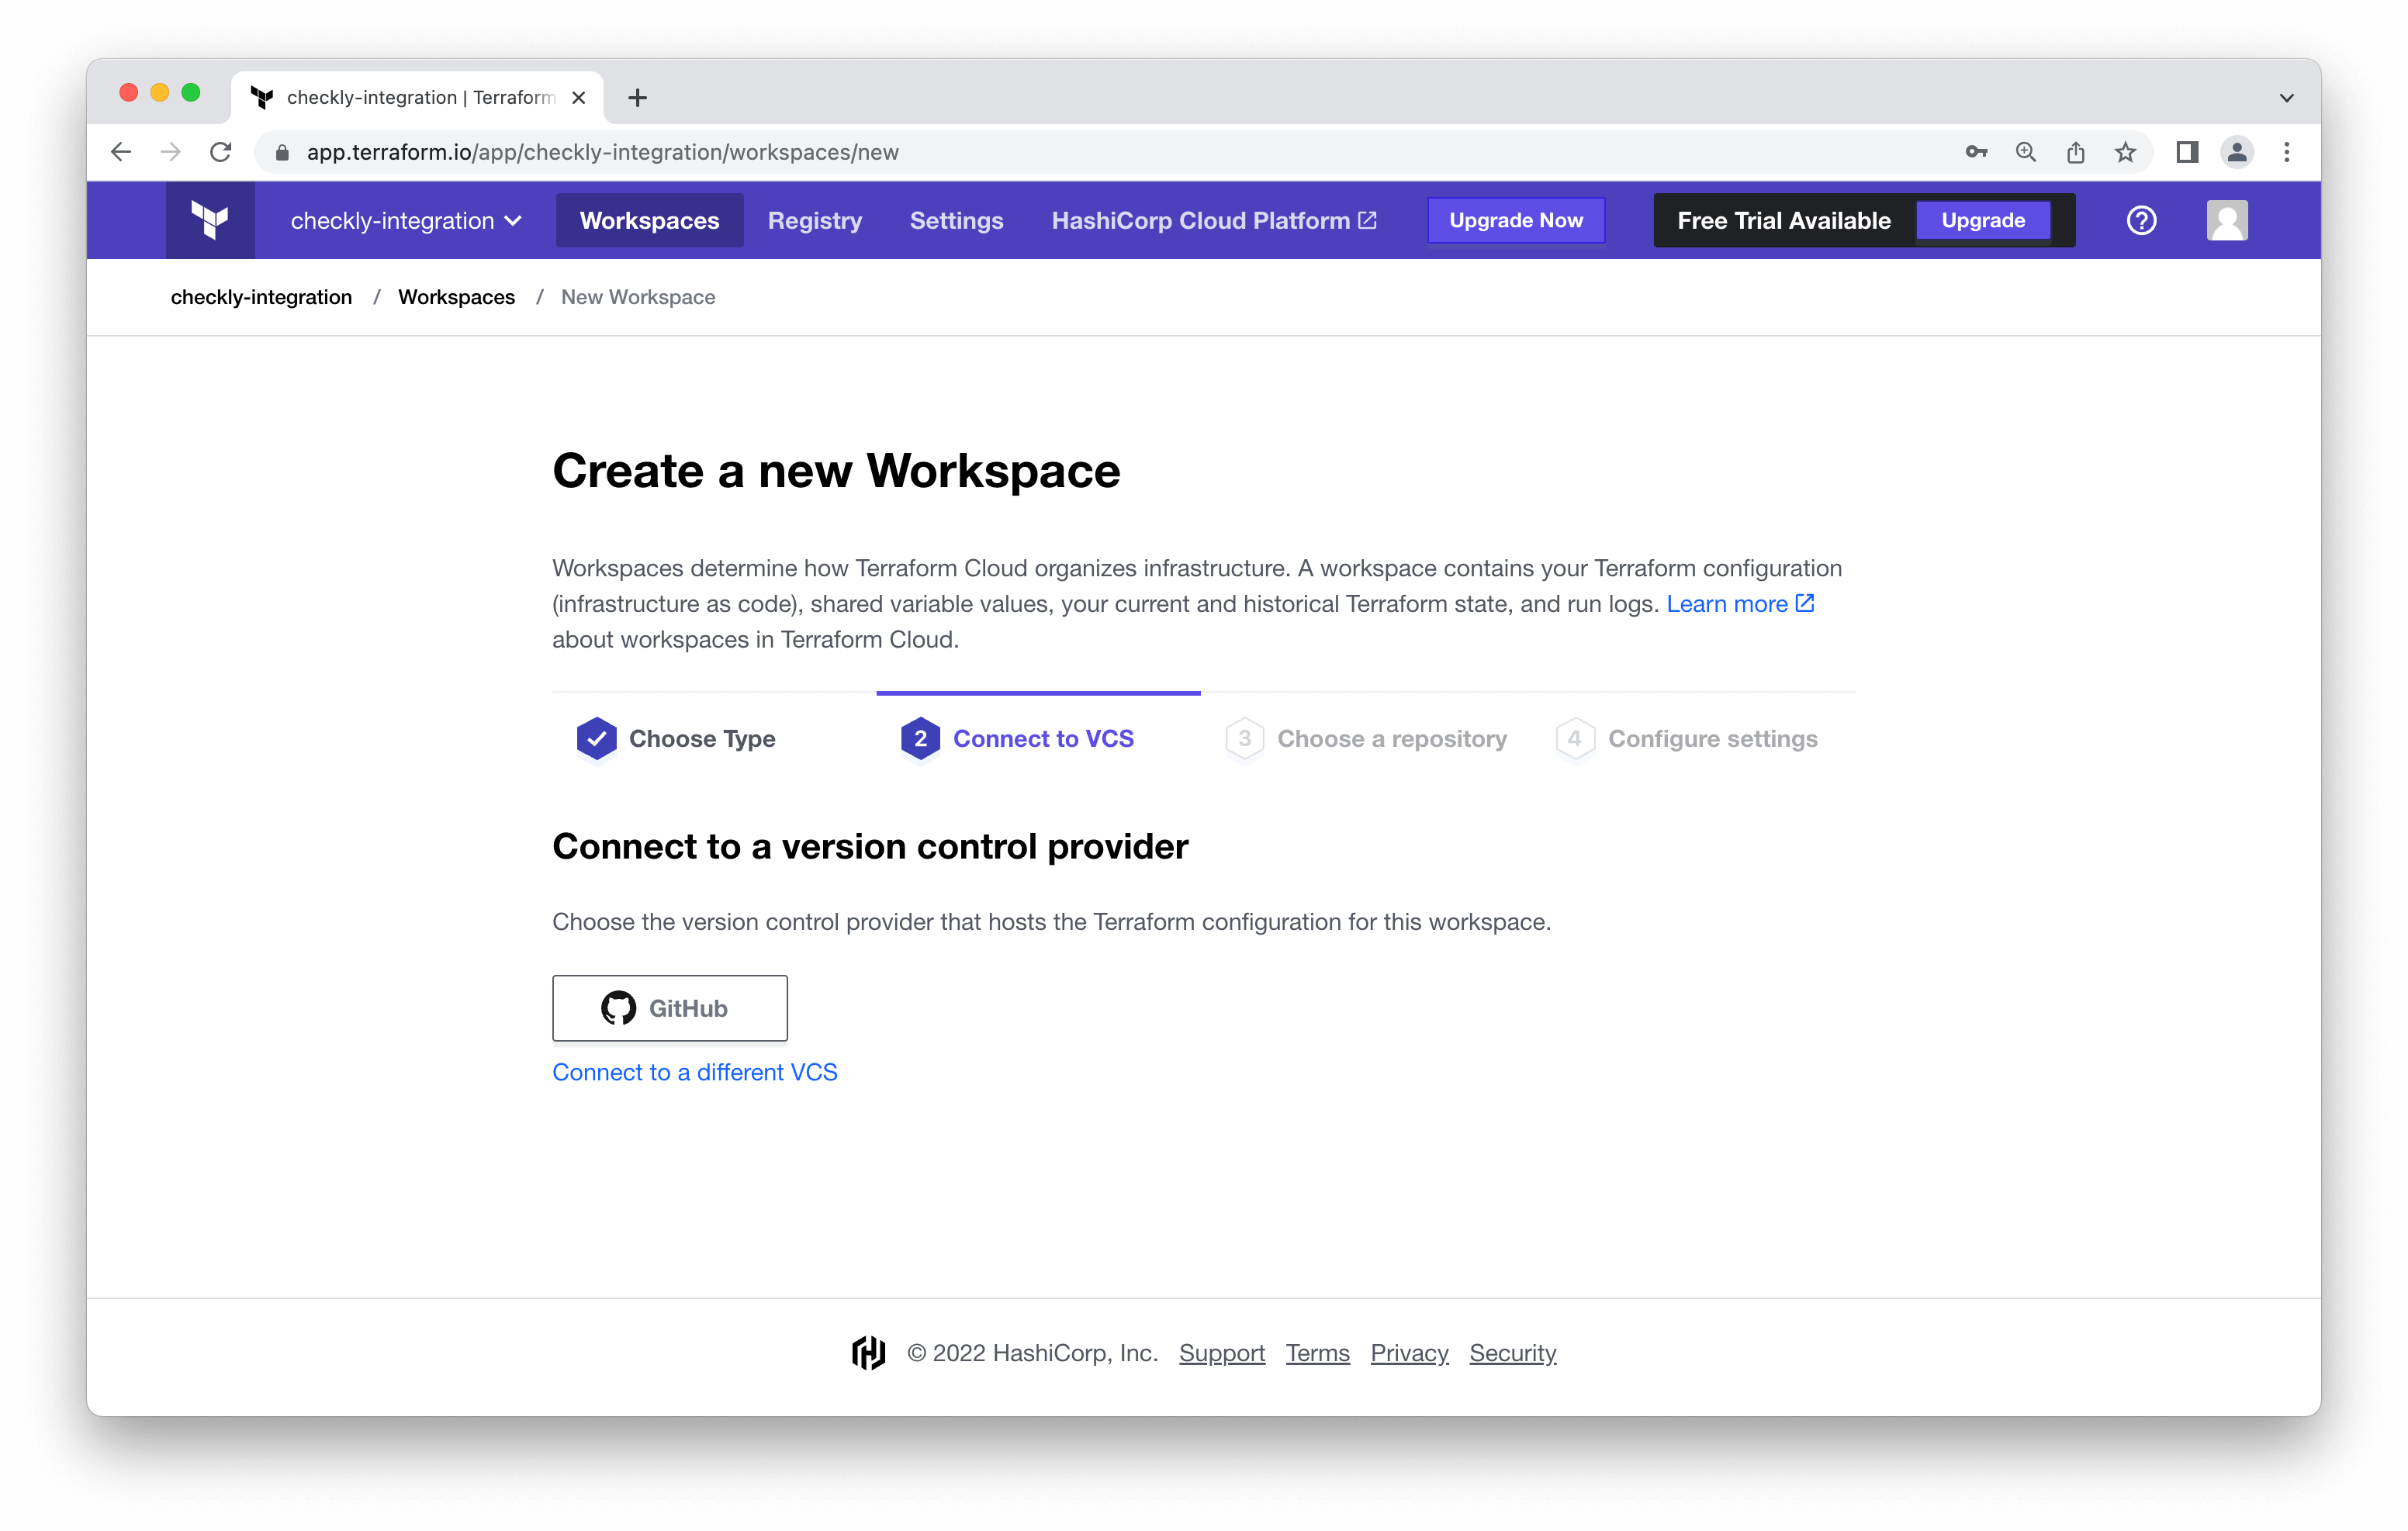 checkly-integration | Terraform
app.terraform.io/app/checkly-integration/workspaces/new
checkly-integration Workspaces Registry Settings HashiCorp Cloud Platform Upgrade Now Free Trial Available Upgrade
checkly-integration / Workspaces / New Workspace
Create a new Workspace
Workspaces determine how Terraform Cloud organizes infrastructure. A workspace contains your Terraform configuration
(infrastructure as code), shared variable values, your current and historical Terraform state, and run logs. Learn more
about workspaces in Terraform Cloud.
Choose Type 2 Connect to VCS 3 Choose a repository 4 Configure settings
Connect to a version control provider
Choose the version control provider that hosts the Terraform configuration for this workspace.
GitHub
Connect to a different VCS
© 2022 HashiCorp, Inc. Support Terms Privacy Security